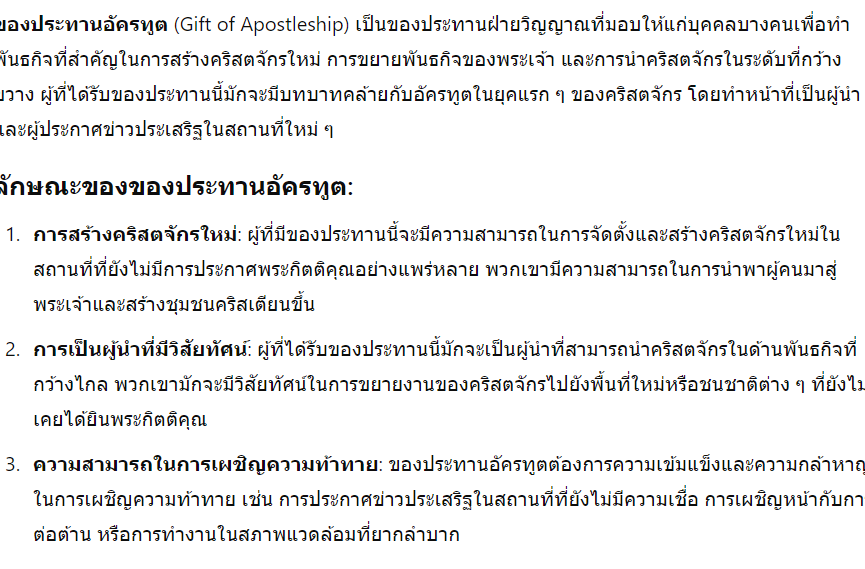 ของประทานอัครทูต (Gift of Apostleship) เป็นของประทานฝ่ายวิญญาณที่มอบให้แก่บุคคลบางคนเพื่อทำ
พันธกิจที่สำคัญในการสร้างคริสตจักรใหม่ การขยายพันธกิจของพระเจ้า และการนำคริสตจักรในระดับที่กว้าง
ขวาง ผู้ที่ได้รับของประทานนี้มักจะมีบทบาทคล้ายกับอัครทูตในยุคแรก ๆ ของคริสตจักร โดยทำหน้าที่เป็นผู้นำ
และผู้ประกาศข่าวประเสริฐในสถานที่ใหม่ ๆ
ลักษณะของของประทานอัครทูต:
1. การสร้างคริสตจักรใหม่: ผู้ที่มีของประทานนี้จะมีความสามารถในการจัดตั้งและสร้างคริสตจักรใหม่ใน
สถานที่ที่ยังไม่มีการประกาศพระกิตติคุณอย่างแพร่หลาย พวกเขามีความสามารถในการนำพาผู้คนมาสู่
พระเจ้าและสร้างชุมชนคริสเตียนขึ้น
2. การเป็นผู้นำที่มีวิสัยทัศน์: ผู้ที่ได้รับของประทานนี้มักจะเป็นผู้นำที่สามารถนำคริสตจักรในด้านพันธกิจที่
กว้างไกล พวกเขามักจะมีวิสัยทัศน์ในการขยายงานของคริสตจักรไปยังพื้นที่ใหม่หรือชนชาติต่าง ๆ ที่ยังไม่
เคยได้ยินพระกิตติคุณ
3. ความสามารถในการเผชิญความท้าทาย: ของประทานอัครทูตต้องการความเข้มแข็งและความกล้าหาญ
ในการเผชิญความท้าทาย เช่น การประกาศข่าวประเสริฐในสถานที่ที่ยังไม่มีความเชื่อ การเผชิญหน้ากับกา
ต่อต้าน หรือการทำงานในสภาพแวดล้อมที่ยากลำบาก